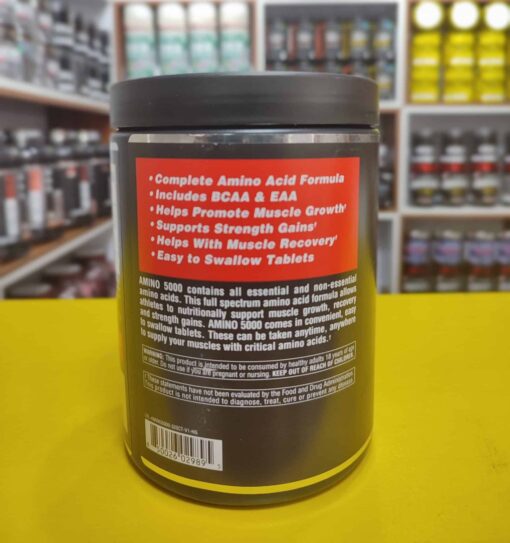 • Complete Amino Acid Formula
• Includes BCAA & EAA
• Helps Promote Muscle Growth†
• Supports Strength Gains†
• Helps With Muscle Recovery†
• Easy to Swallow Tablets
AMINO 5000 contains all essential and non-essential
amino acids. This full spectrum amino acid formula allows
athletes to nutritionally support muscle growth, recovery
and strength gains. AMINO 5000 comes in convenient, easy
to swallow tablets. These can be taken anytime, anywhere
to supply your muscles with critical amino acids.†
WARNING: This product is intended to be consumed by healthy adults 18 years of age
or older. Do not use if you are pregnant or nursing. KEEP OUT OF REACH OF CHILDREN.
† These statements have not been evaluated by the Food and Drug Administration.
This product is not intended to diagnose, treat, cure or prevent any disease.
50026 02989